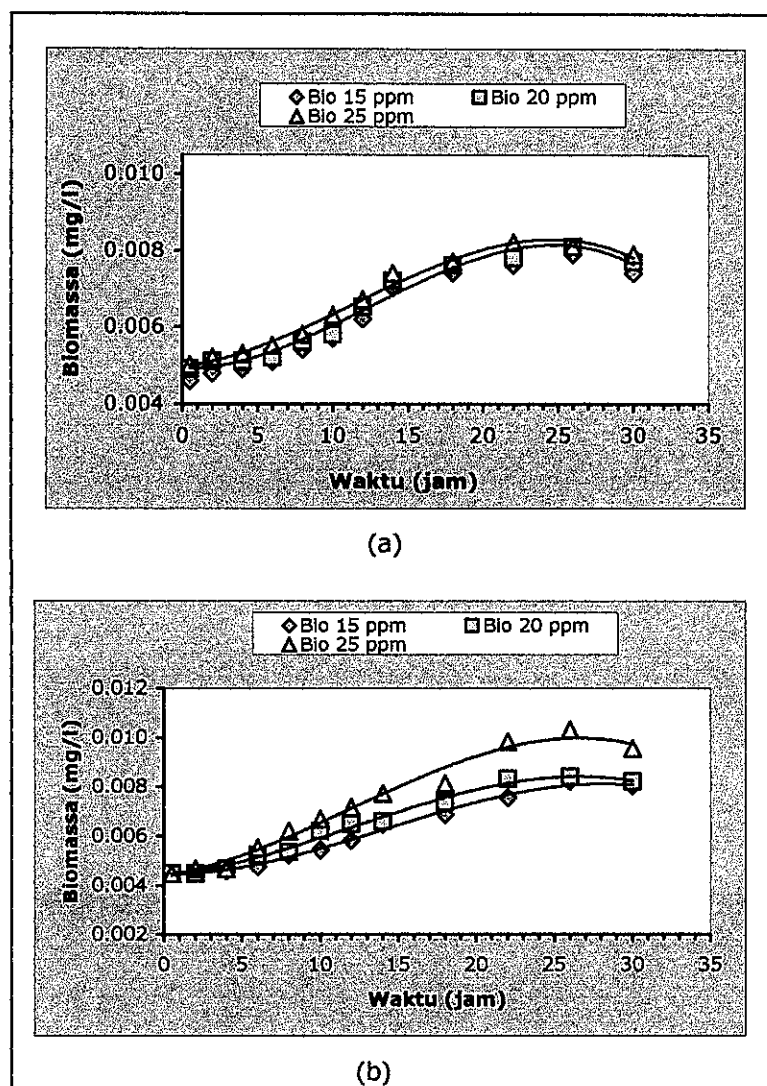 Bio 15 ppm Bio 20 ppm
Bio 25 ppm
0.010
0.008
0.006
0.004
Biomassa (mg/l)
0 5 10 15 20 25 30 35
Waktu (jam)
(a)
Bio 15 ppm Bio 20 ppm
Bio 25 ppm
0.012
0.010
0.008
0.006
0.004
0.002
Biomassa (mg/l)
0 5 10 15 20 25 30 35
Waktu (jam)
(b)